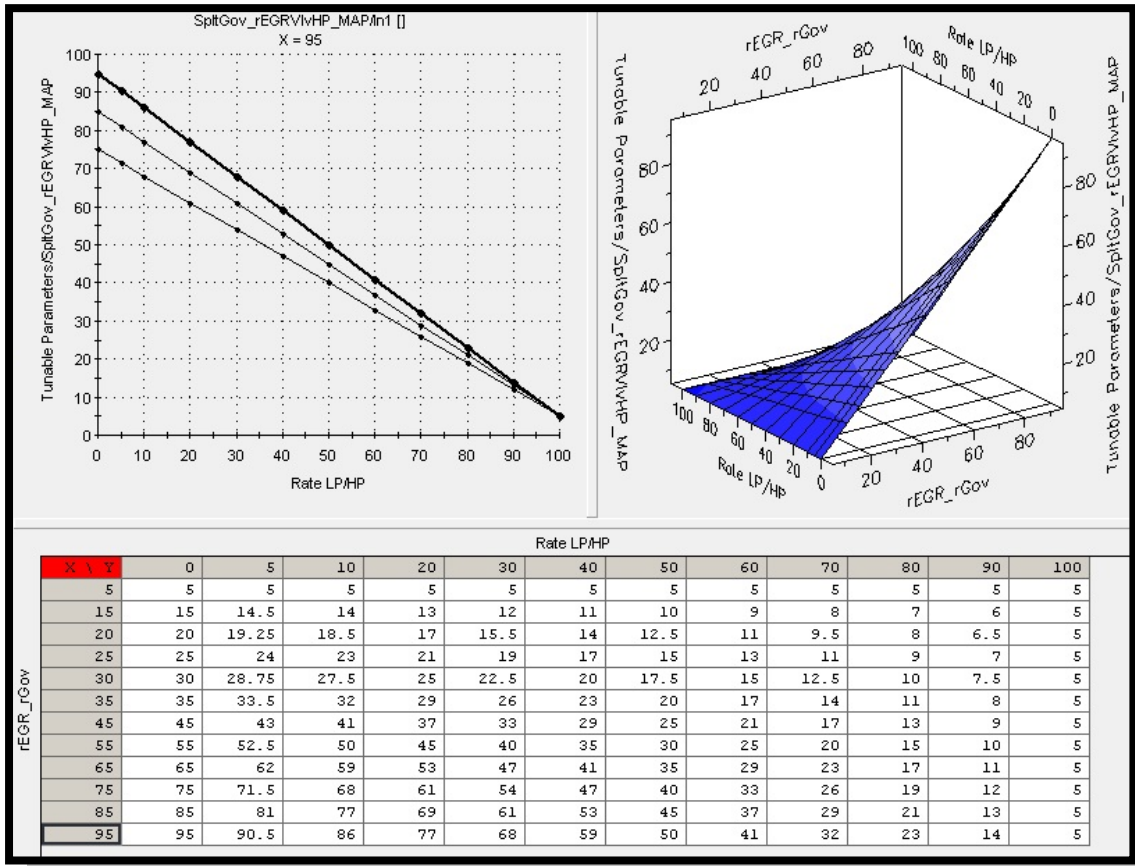 SpltGov_rEGRVlvHP_MAP/In1 []
X = 95
Tunable Parameters/SpltGov_rEGRVlvHP_MAP
100
90
80
70
60
50
40
30
20
10
0
0 10 20 30 40 50 60 70 80 90 100
Rate LP/HP
rEGR_rGov
20 40 60 80
Rate LP/HP
100 80 60 40 20 0
Tunable Parameters/SpltGov_rEGRVlvHP_MAP
80
60
40
20
Tunable Parameters/SpltGov_rEGRVlvHP_MAP
80
60
40
20
100 80 60 40 20 0
Rate LP/HP
20 40 60 80
rEGR_rGov
Rate LP/HP
rEGR_rGov
X \ Y 0 5 10 20 30 40 50 60 70 80 90 100
5 5 5 5 5 5 5 5 5 5 5 5 5
15 15 14.5 14 13 12 11 10 9 8 7 6 5
20 20 19.25 18.5 17 15.5 14 12.5 11 9.5 8 6.5 5
25 25 24 23 21 19 17 15 13 11 9 7 5
30 30 28.75 27.5 25 22.5 20 17.5 15 12.5 10 7.5 5
35 35 33.5 32 29 26 23 20 17 14 11 8 5
45 45 43 41 37 33 29 25 21 17 13 9 5
55 55 52.5 50 45 40 35 30 25 20 15 10 5
65 65 62 59 53 47 41 35 29 23 17 11 5
75 75 71.5 68 61 54 47 40 33 26 19 12 5
85 85 81 77 69 61 53 45 37 29 21 13 5
95 95 90.5 86 77 68 59 50 41 32 23 14 5